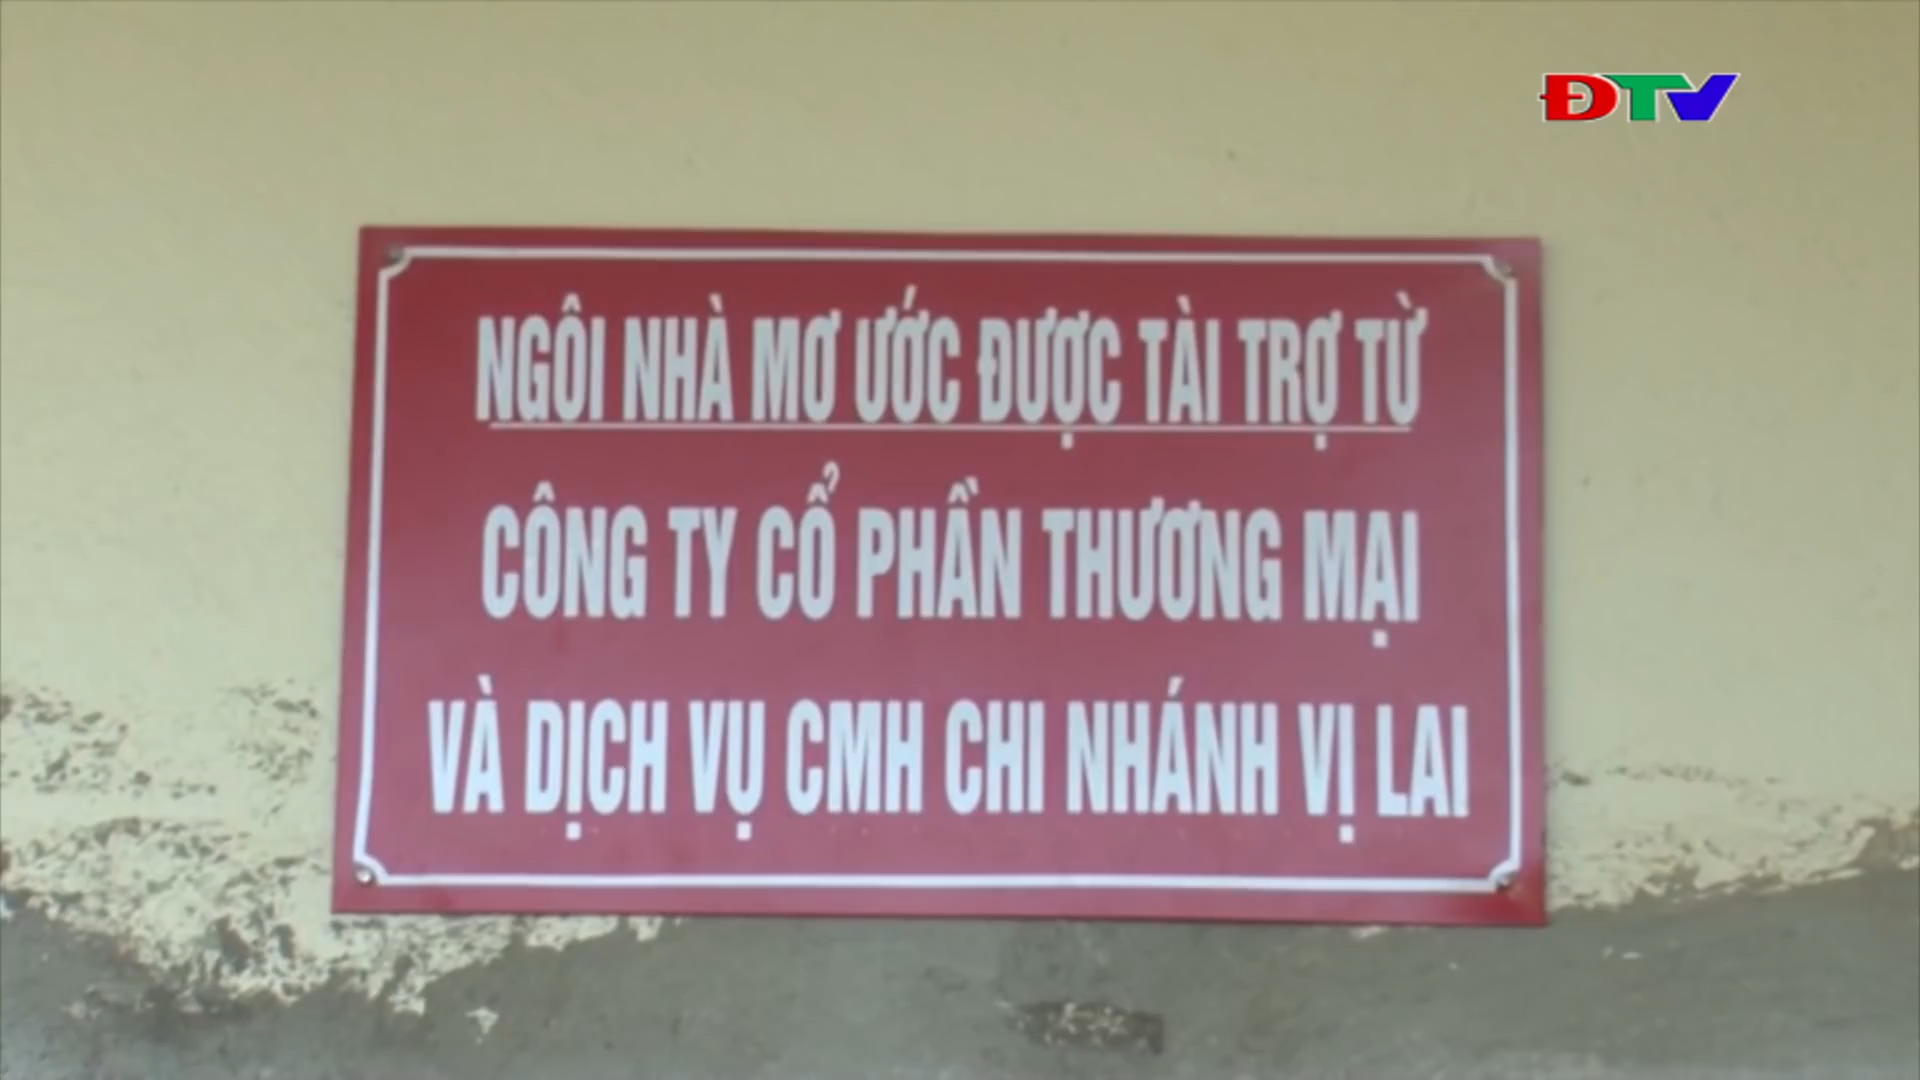 ĐTV
NGÔI NHÀ MƠ ƯỚC ĐƯỢC TÀI TRỢ TỪ
CÔNG TY CỔ PHẦN THƯƠNG MẠI
VÀ DỊCH VỤ CMH CHI NHÁNH VỊ LAI